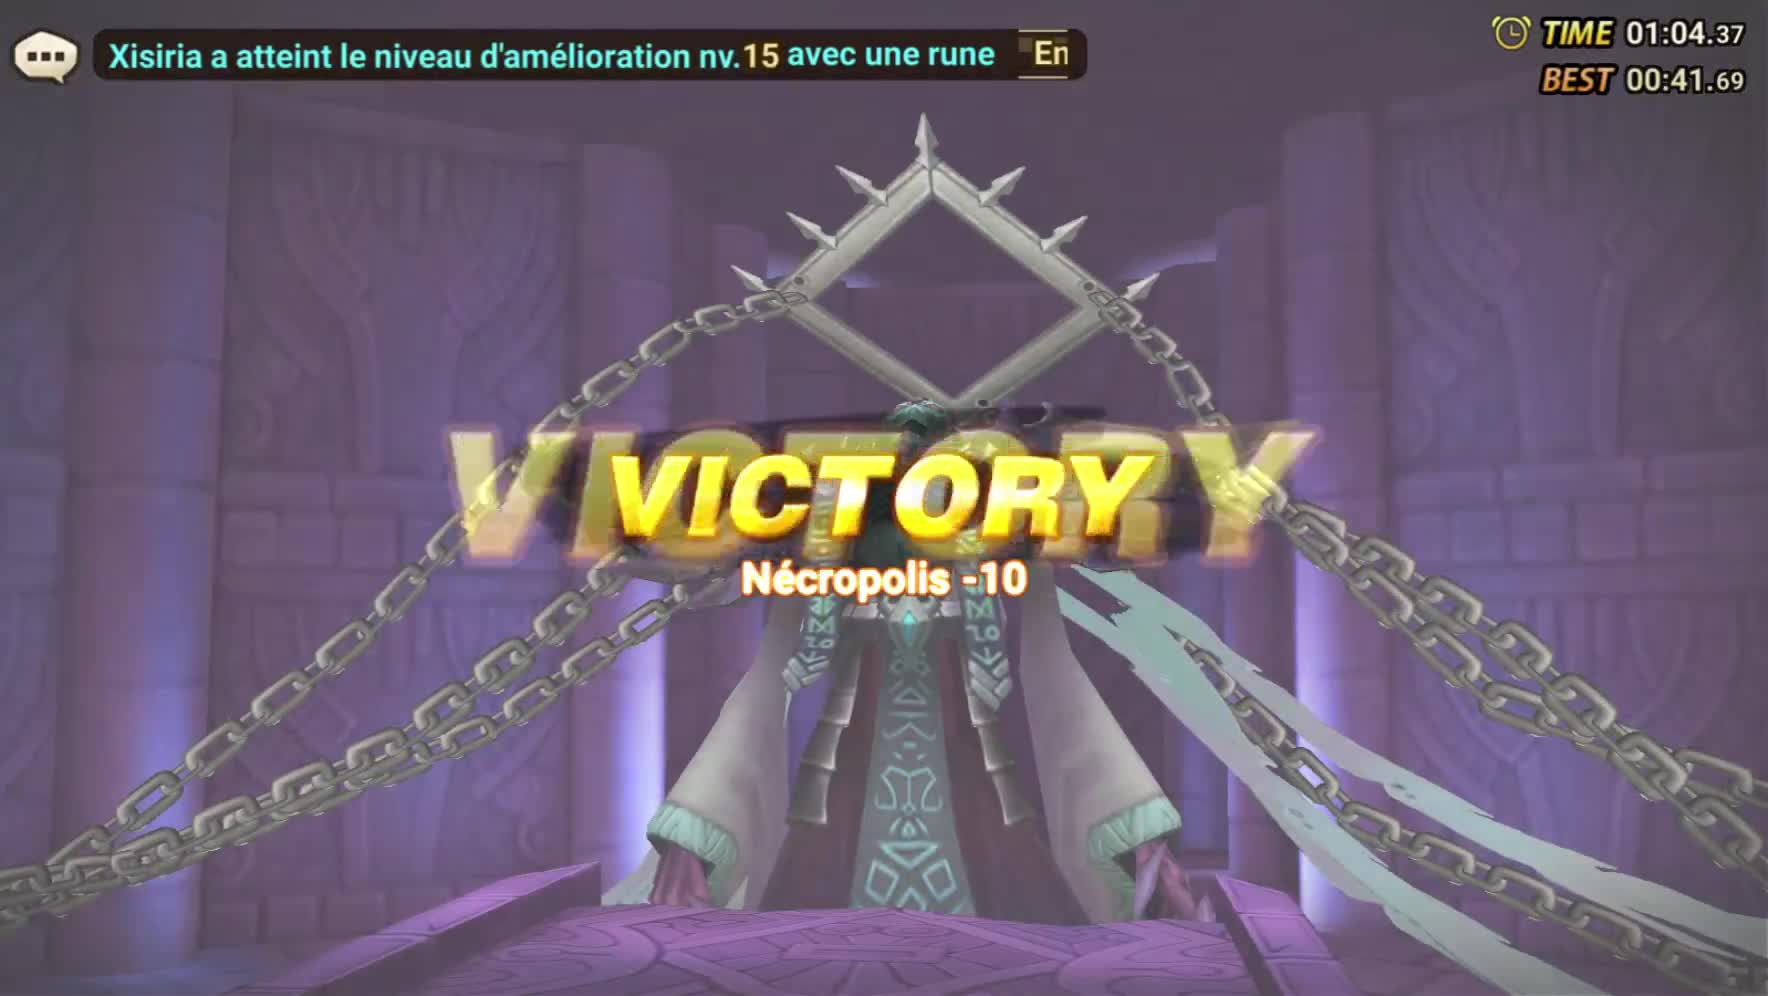 Xisiria a atteint le niveau d'amélioration nv.15 avec une rune En
TIME 01:04.37
BEST 00:41.69
VICTORY
Nécropolis -10